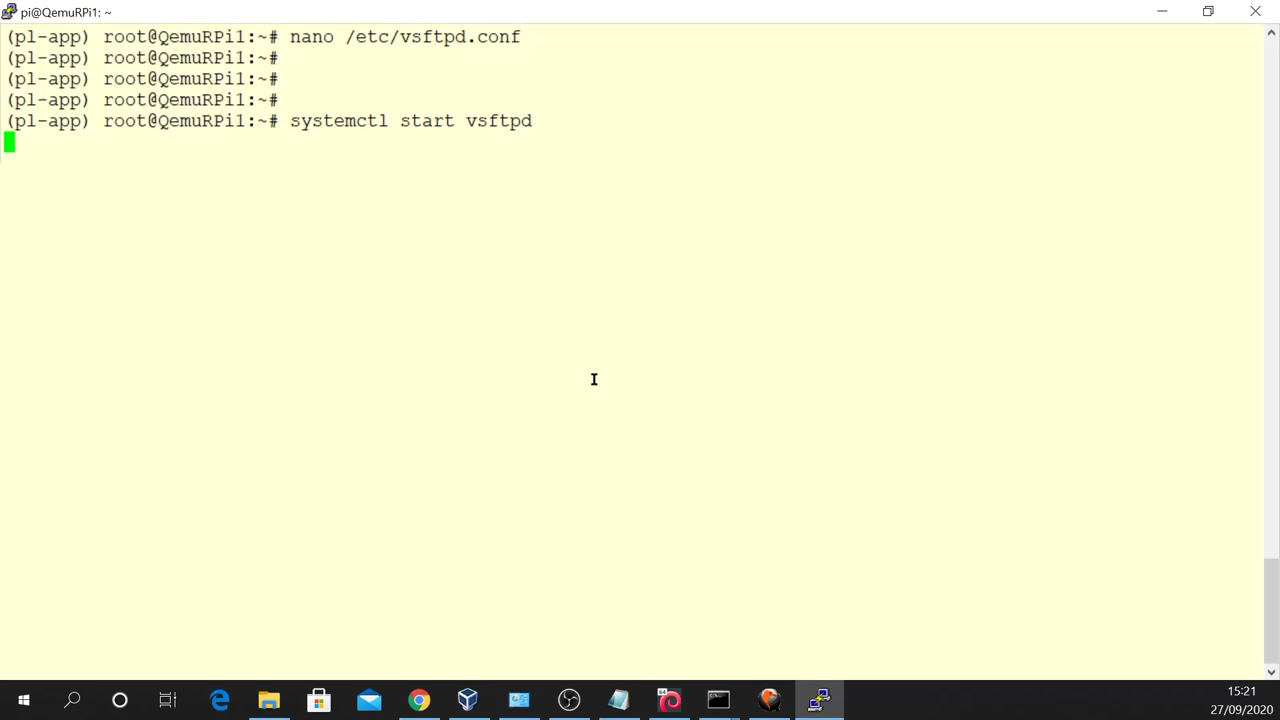 pi@QemuRPi1: ~
(pl-app) root@QemuRPi1:~# nano /etc/vsftpd.conf
(pl-app) root@QemuRPi1:~#
(pl-app) root@QemuRPi1:~#
(pl-app) root@QemuRPi1:~#
(pl-app) root@QemuRPi1:~# systemctl start vsftpd
64
15:21
27/09/2020